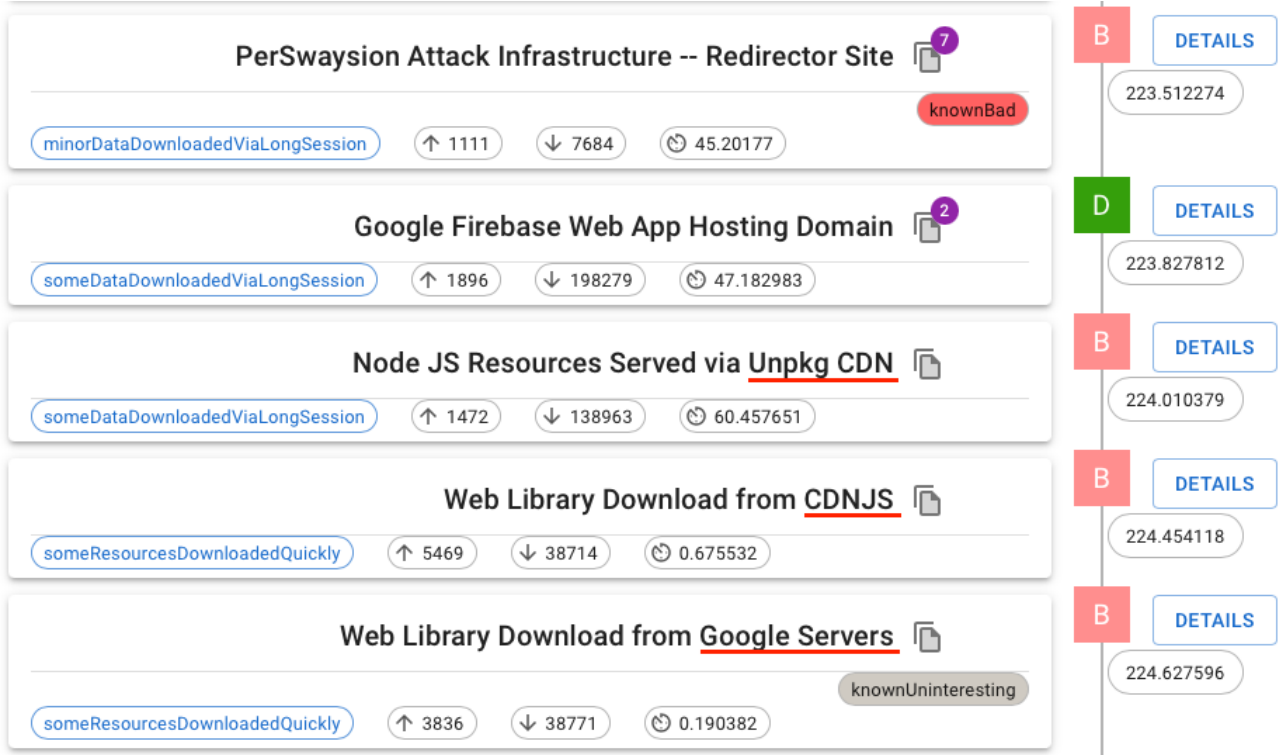 PerSwaysion Attack Infrastructure -- Redirector Site 7
B DETAILS
223.512274
knownBad
minorDataDownloadedViaLongSession 1111 7684 45.20177
Google Firebase Web App Hosting Domain 2
D DETAILS
223.827812
someDataDownloadedViaLongSession 1896 198279 47.182983
Node JS Resources Served via Unpkg CDN
B DETAILS
224.010379
someDataDownloadedViaLongSession 1472 138963 60.457651
Web Library Download from CDNJS
B DETAILS
224.454118
someResourcesDownloadedQuickly 5469 38714 0.675532
Web Library Download from Google Servers
B DETAILS
224.627596
knownUninteresting
someResourcesDownloadedQuickly 3836 38771 0.190382